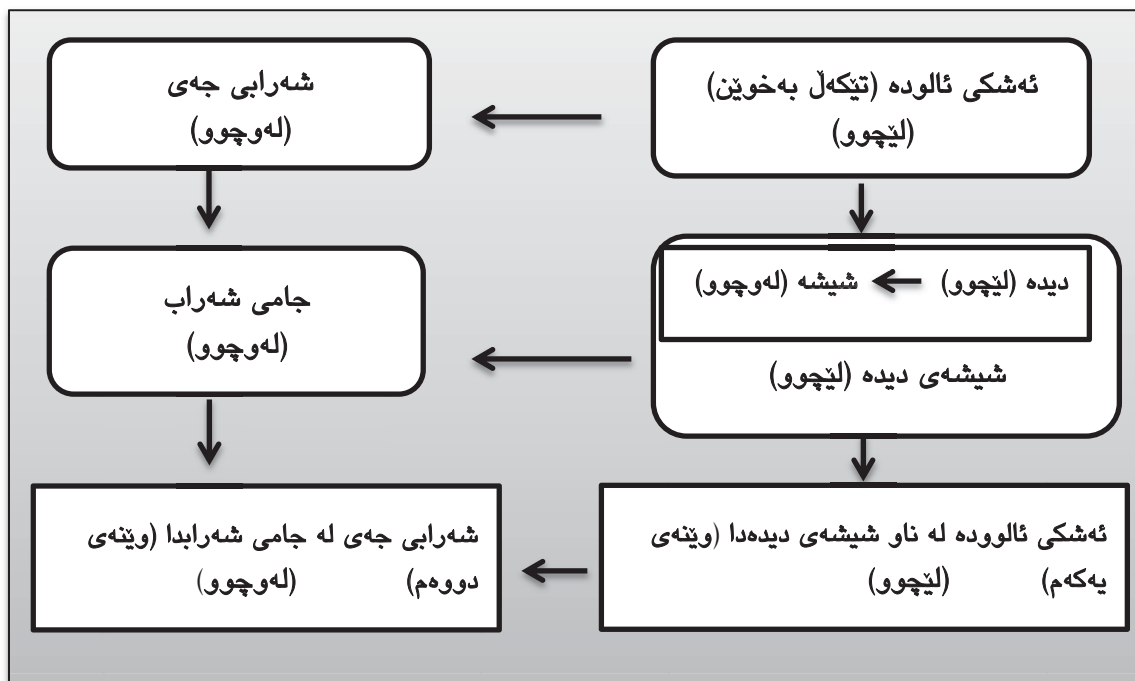 ئەشکی ئالودە (تێکەڵ بەخوێن)
(لێچوو)
شەرابی جەی
(لەوچوو)
دیدە (لێچوو)
شیشە (لەوچوو)
شیشەی دیدە (لێچوو)
جامی شەراب
(لەوچوو)
ئەشکی ئالوودە لە ناو شیشەی دیدەدا (وێنەی
یەکەم) (لێچوو)
شەرابی جەی لە جامی شەرابدا (وێنەی
دووەم) (لەوچوو)